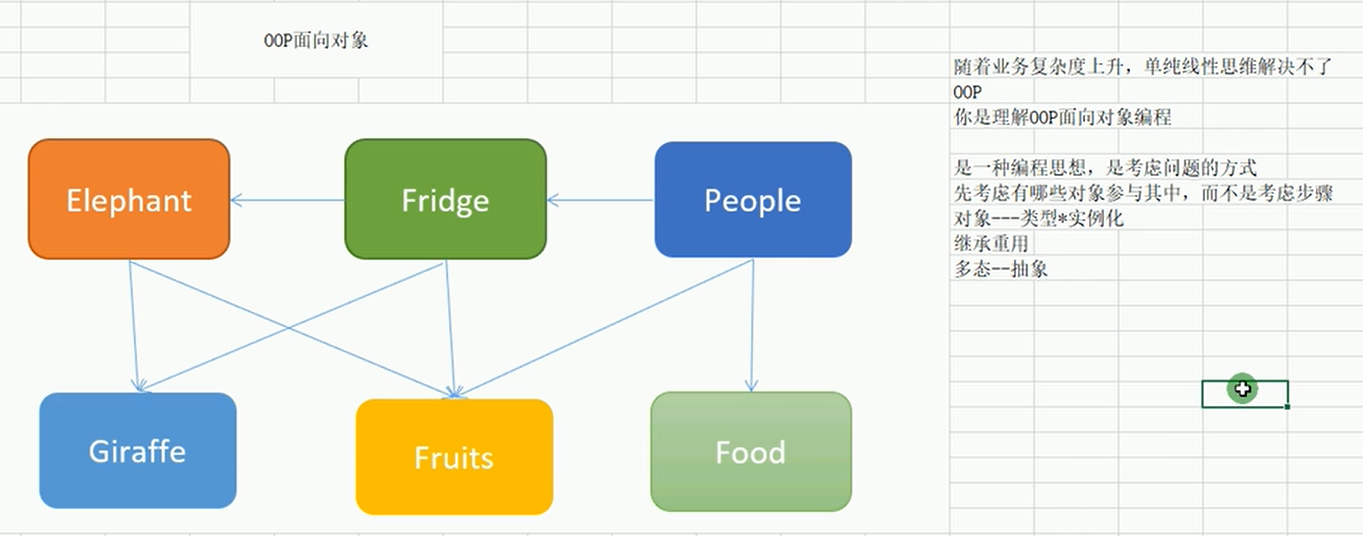 OOP面向对象
随着业务复杂度上升，单纯线性思维解决不了
OOP
你是理解OOP面向对象编程
是一种编程思想，是考虑问题的方式
先考虑有哪些对象参与其中，而不是考虑步骤
对象---类型*实例化
继承重用
多态--抽象
Elephant
Fridge
People
Giraffe
Fruits
Food